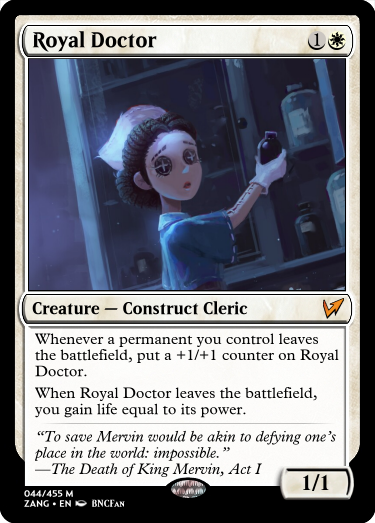 Royal Doctor 1
Creature — Construct Cleric
Whenever a permanent you control leaves
the battlefield, put a +1/+1 counter on Royal
Doctor.
When Royal Doctor leaves the battlefield,
you gain life equal to its power.
“To save Mervin would be akin to defying one’s
place in the world: impossible.”
—The Death of King Mervin, Act I
1/1
044/455 M
ZANG • EN BNCFan